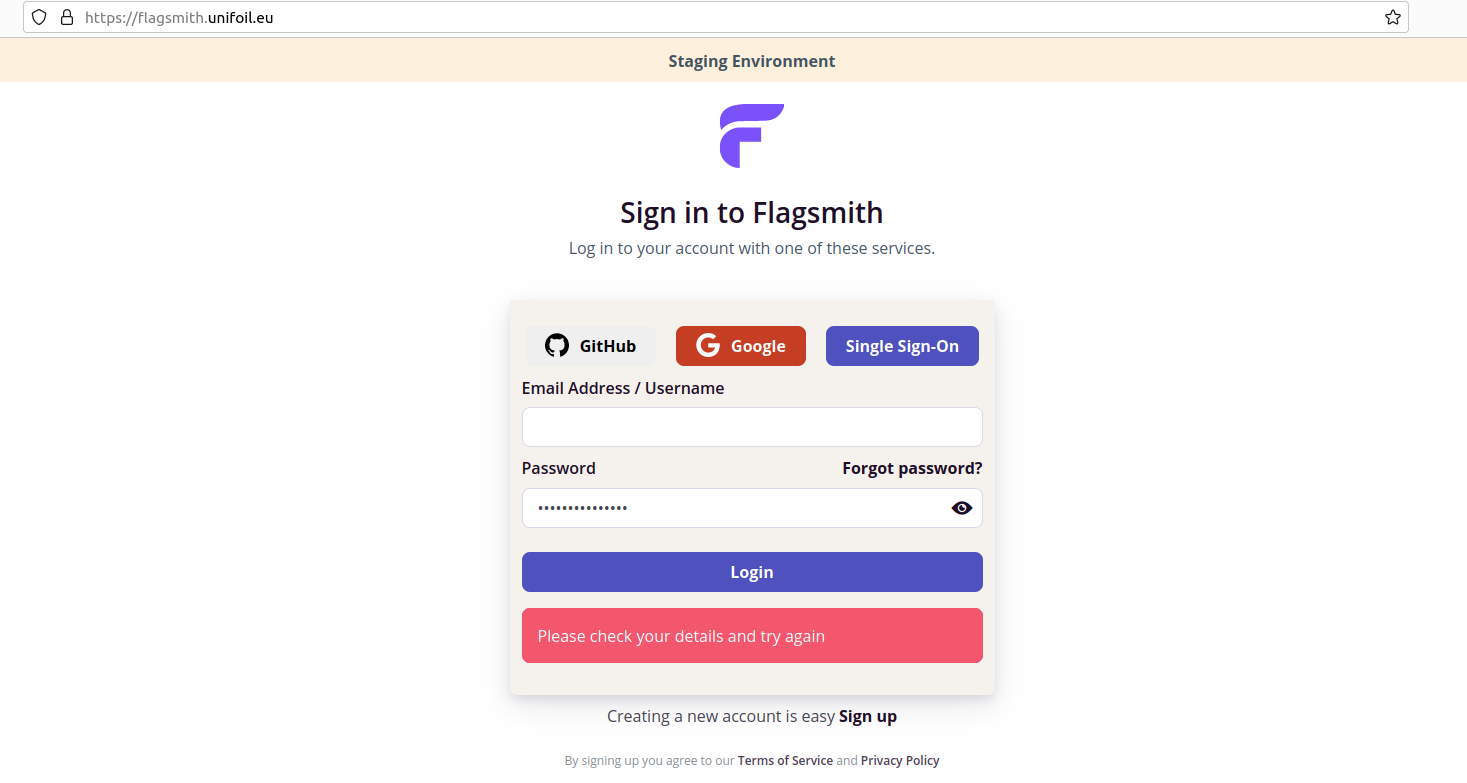 https://flagsmith.unifoil.eu
Staging Environment
Sign in to Flagsmith
Log in to your account with one of these services.
GitHub
Google
Single Sign-On
Email Address / Username
Password
Forgot password?
•••••••••••••••
Login
Please check your details and try again
Creating a new account is easy Sign up
By signing up you agree to our Terms of Service and Privacy Policy